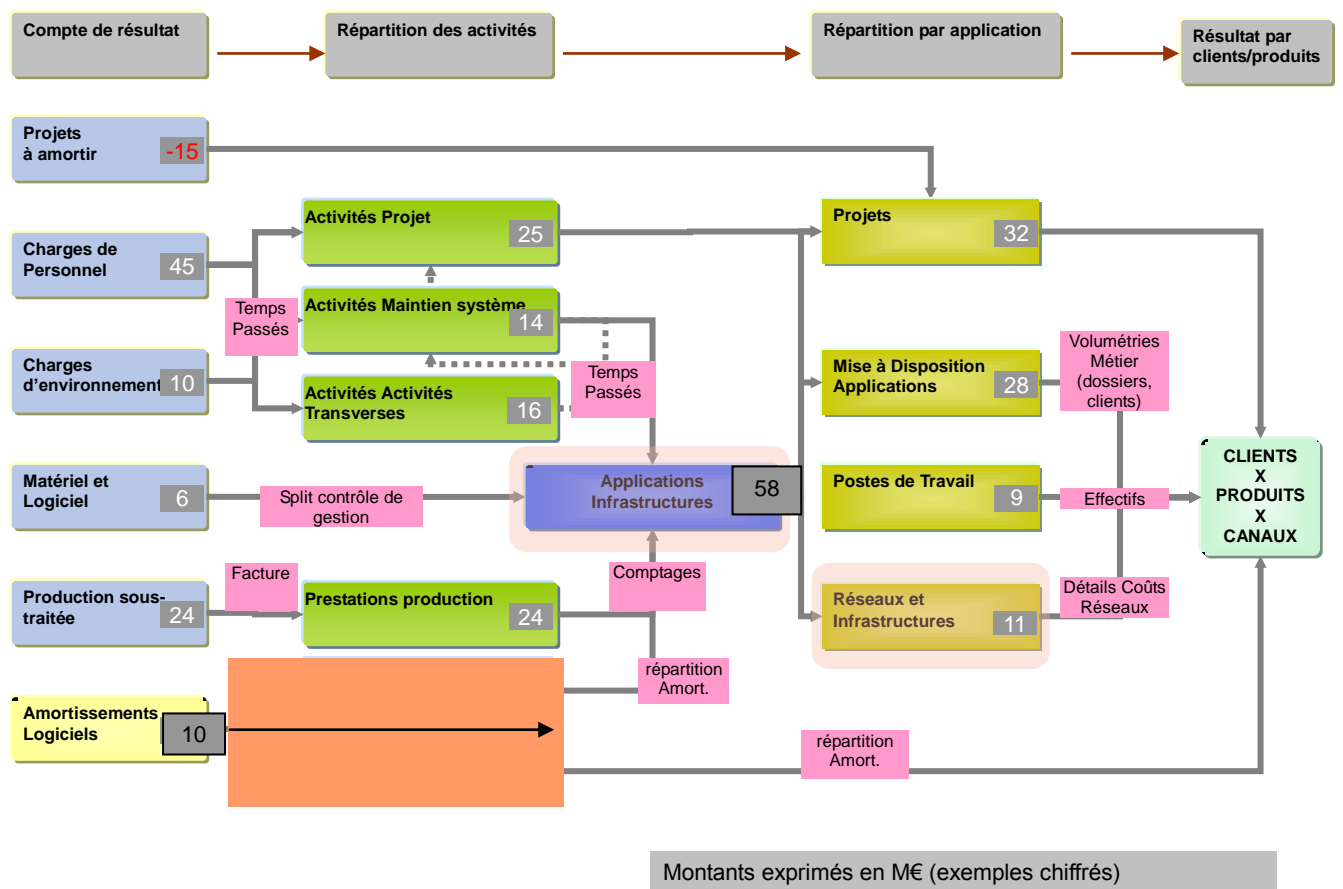 Compte de résultat
Répartition des activités
Répartition par application
Résultat par
clients/produits
Projets
à amortir
-15
Charges de
Personnel
45
Charges
d'environnement
10
Matériel et
Logiciel
6
Production sous-
traitée
24
Amortissements
Logiciels
10
Temps
Passés
Split contrôle de
gestion
Facture
Activités Projet
25
Activités Maintien système
14
Activités Activités
Transverses
16
Temps
Passés
Applications
Infrastructures
58
Prestations production
24
Comptages
répartition
Amort.
Projets
32
Mise à Disposition
Applications
28
Postes de Travail
9
Réseaux et
Infrastructures
11
Volumétries
Métier
(dossiers,
clients)
Effectifs
Détails Coûts
Réseaux
répartition
Amort.
CLIENTS
X
PRODUITS
X
CANAUX
Montants exprimés en M€ (exemples chiffrés)